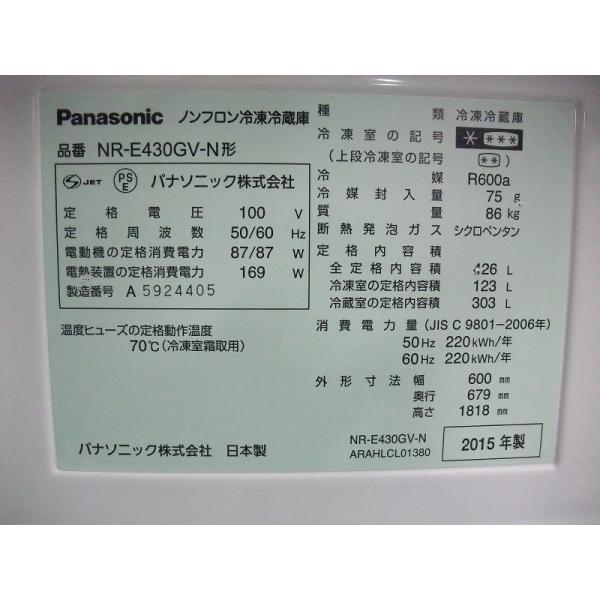 Panasonic ノンフロン冷凍冷蔵庫
品番 NR-E430GV-N形
S JET PS E パナソニック株式会社
定格電圧 100 V
定格周波数 50/60 Hz
電動機の定格消費電力 87/87 W
電熱装置の定格消費電力 169 W
製造番号 A 5924405
温度ヒューズの定格動作温度
70℃(冷凍室霜取用)
パナソニック株式会社 日本製
種類 冷凍冷蔵庫
冷凍室の記号 * ***
(上段冷凍室の記号 ** )
冷媒 R600a
冷媒封入量 75 g
質量 86 kg
断熱発泡ガス シクロペンタン
定格内容積
全定格内容積 426 L
冷凍室の定格内容積 123 L
冷蔵室の定格内容積 303 L
消費電力量 (JIS C 9801-2006年)
50 Hz 220 kWh/年
60 Hz 220 kWh/年
外形寸法 幅 600 mm
奥行 679 mm
高さ 1818 mm
NR-E430GV-N
ARAHLCL01380
2015年製